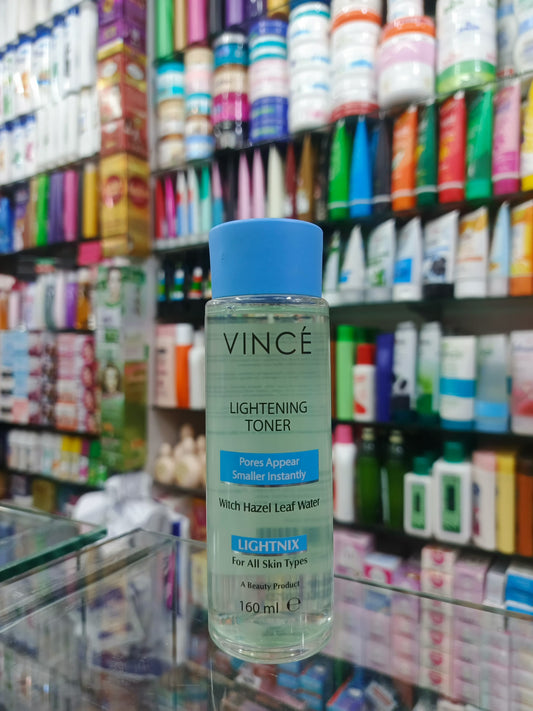 VINCÉ
LIGHTENING
TONER
Pores Appear
Smaller Instantly
Witch Hazel Leaf Water
LIGHTNIX
For All Skin Types
A Beauty Product
160 ml ℮